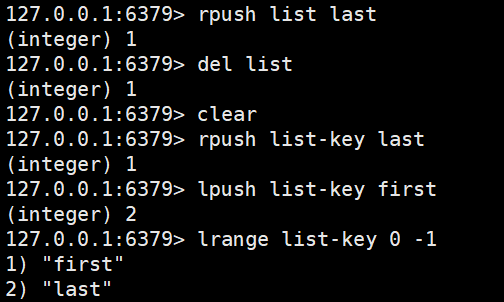 127.0.0.1:6379> rpush list last
(integer) 1
127.0.0.1:6379> del list
(integer) 1
127.0.0.1:6379> clear
127.0.0.1:6379> rpush list-key last
(integer) 1
127.0.0.1:6379> lpush list-key first
(integer) 2
127.0.0.1:6379> lrange list-key 0 -1
1) "first"
2) "last"